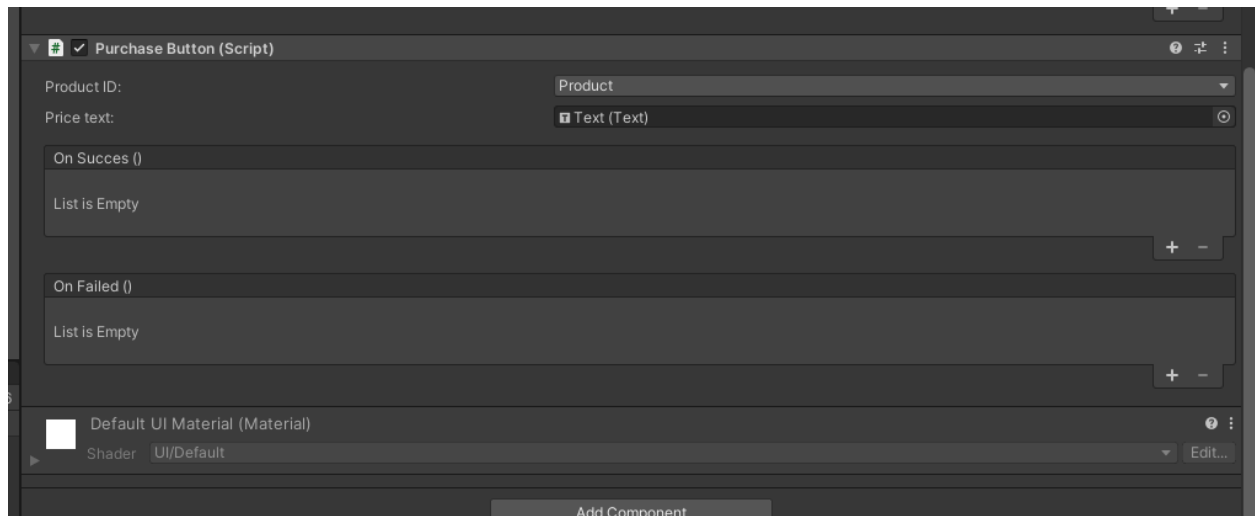 Purchase Button (Script)
Product ID: Product
Price text: Text (Text)
On Succes ()
List is Empty
On Failed ()
List is Empty
Default UI Material (Material)
Shader UI/Default Edit...
Add Component